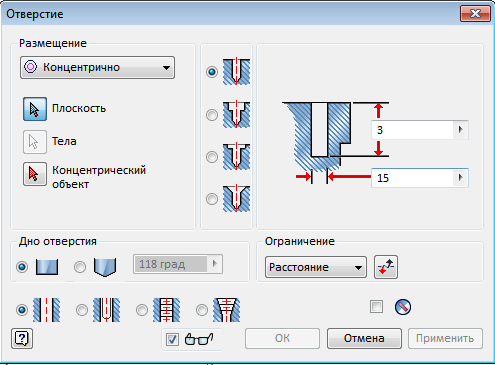 Отверстие
Размещение
Концентрично
Плоскость
Тела
Концентрический
объект
3
15
Дно отверстия
118 град
Ограничение
Расстояние
?
ОК
Отмена
Применить